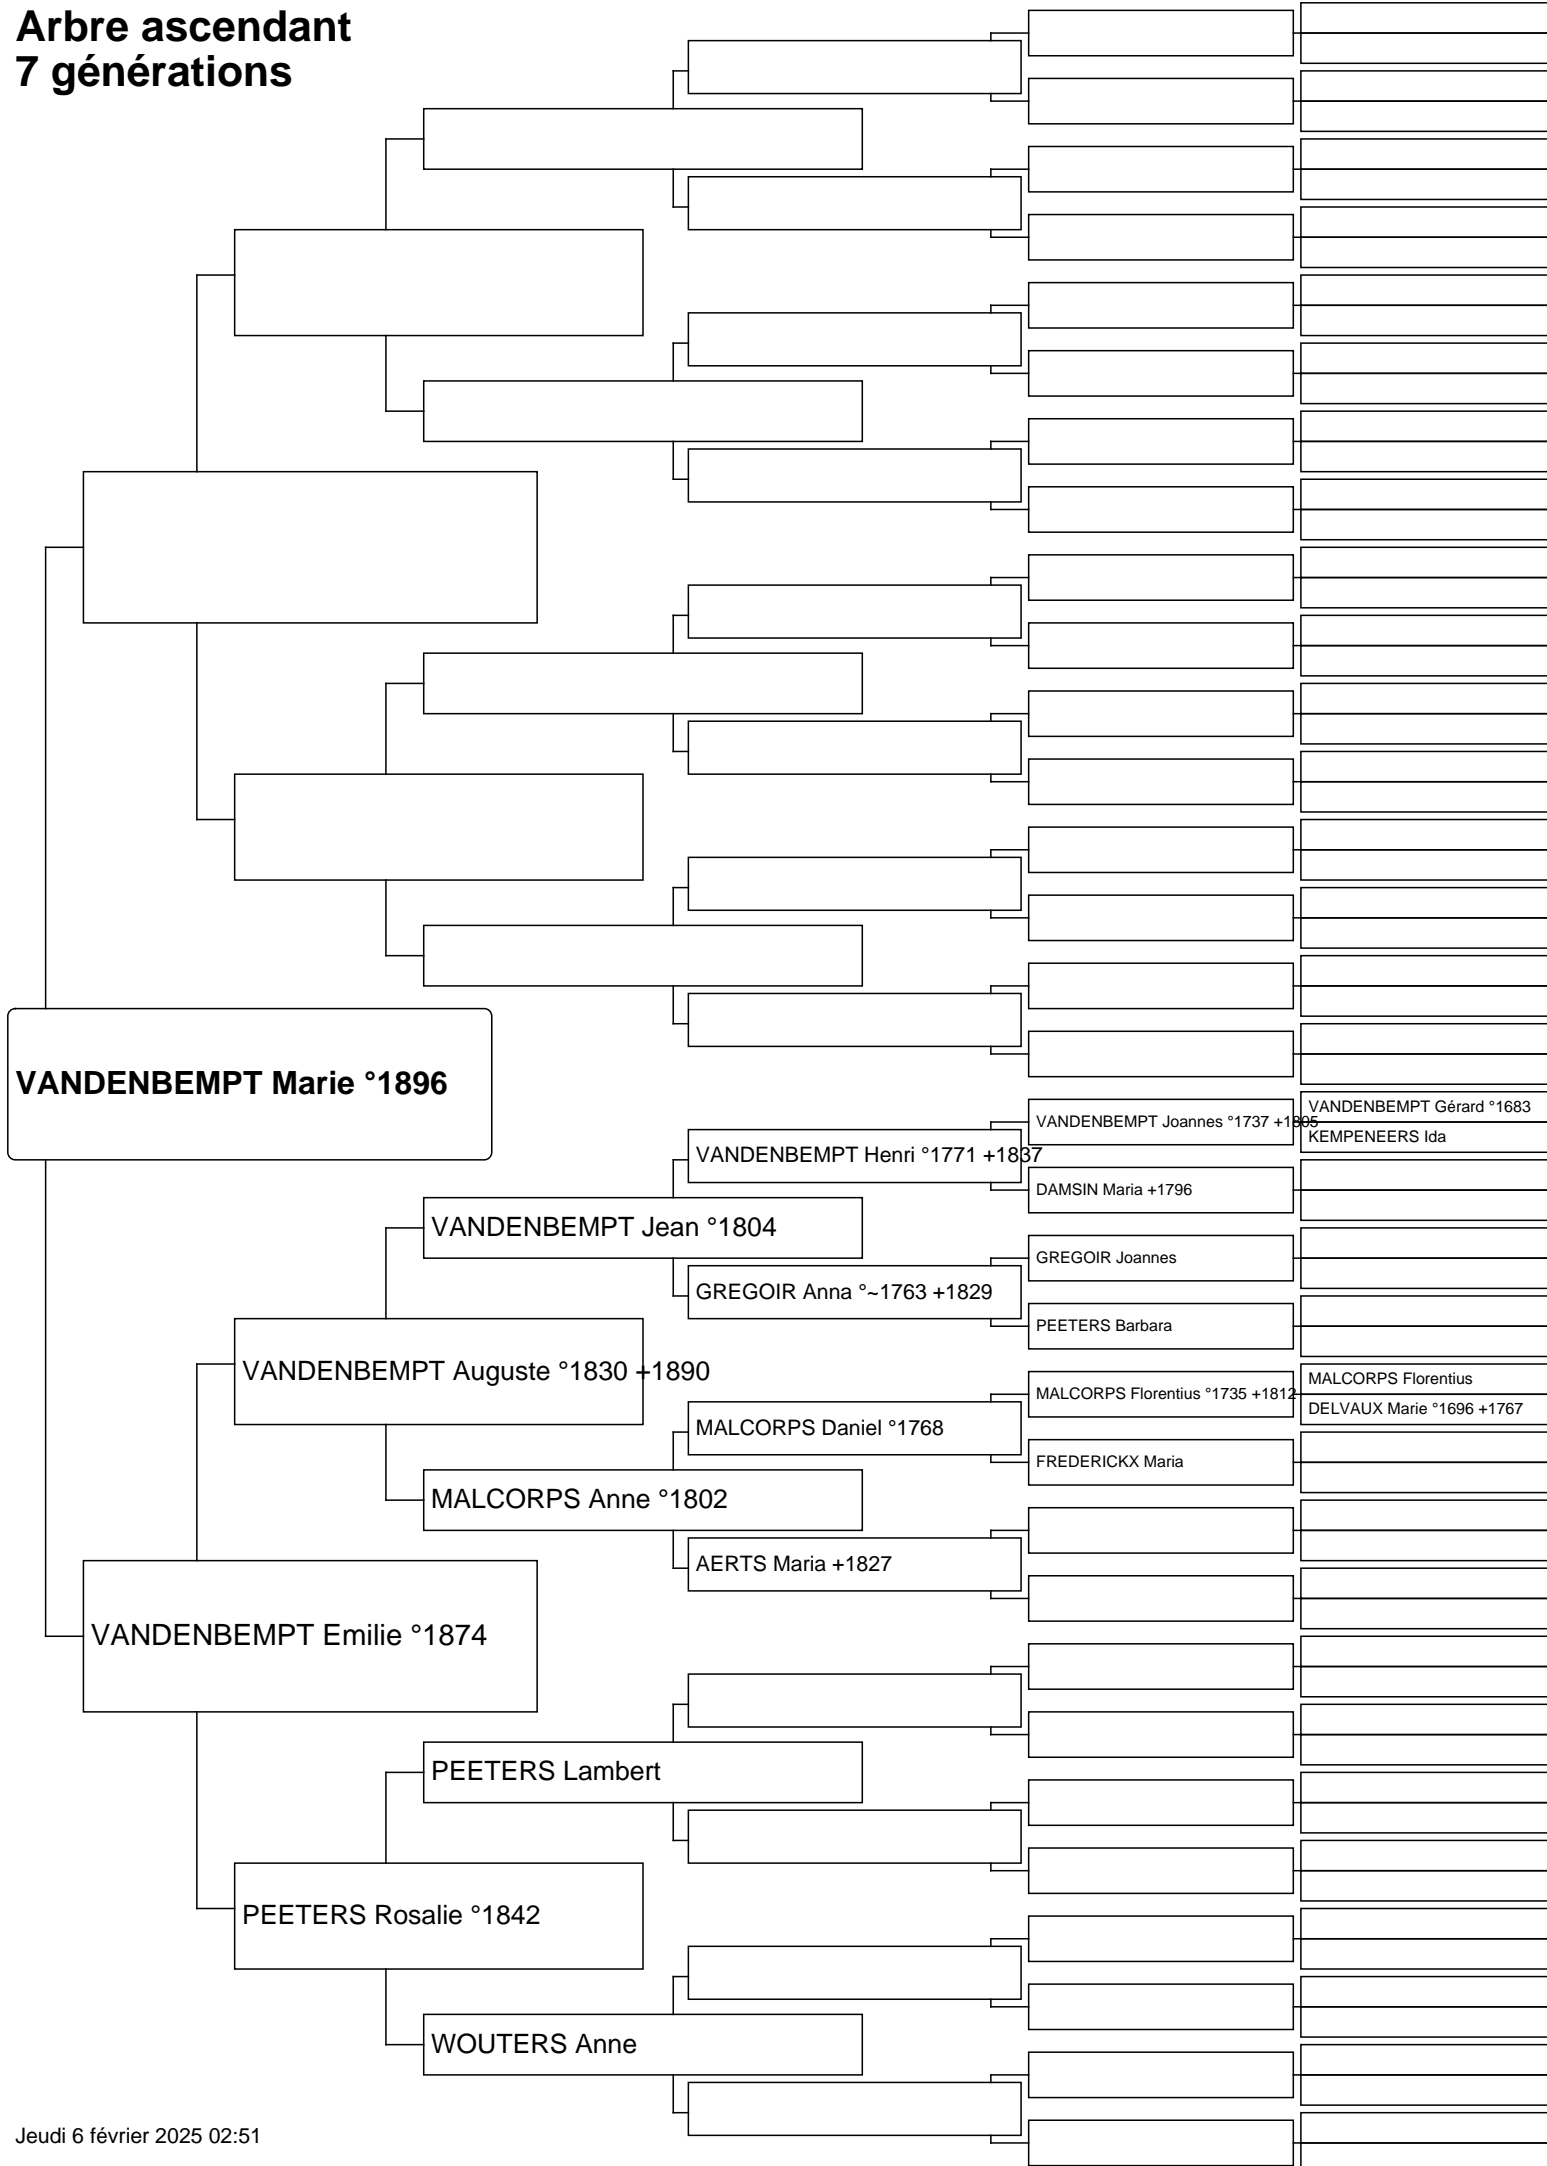 Arbre ascendant
7 générations
VANDENBEMPT Marie °1896
VANDENBEMPT Joannes °1737 +1805
VANDENBEMPT Gérard °1683
KEMPENEERS Ida
VANDENBEMPT Henri °1771 +1837
DAMSIN Maria +1796
VANDENBEMPT Jean °1804
GREGOIR Joannes
GREGOIR Anna °~1763 +1829
PEETERS Barbara
VANDENBEMPT Auguste °1830 +1890
MALCORPS Florentius °1735 +1812
MALCORPS Florentius
DELVAUX Marie °1696 +1767
MALCORPS Daniel °1768
FREDERICKX Maria
MALCORPS Anne °1802
AERTS Maria +1827
VANDENBEMPT Emilie °1874
PEETERS Lambert
PEETERS Rosalie °1842
WOUTERS Anne
Jeudi 6 février 2025 02:51